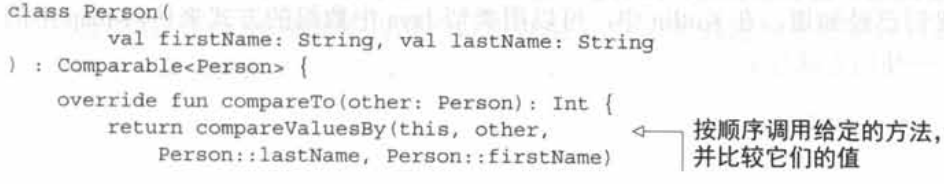 class Person(
val firstName: String, val lastName: String
) : Comparable<Person> {
override fun compareTo(other: Person): Int {
return compareValuesBy(this, other,
Person::lastName, Person::firstName)
按顺序调用给定的方法，
并比较它们的值